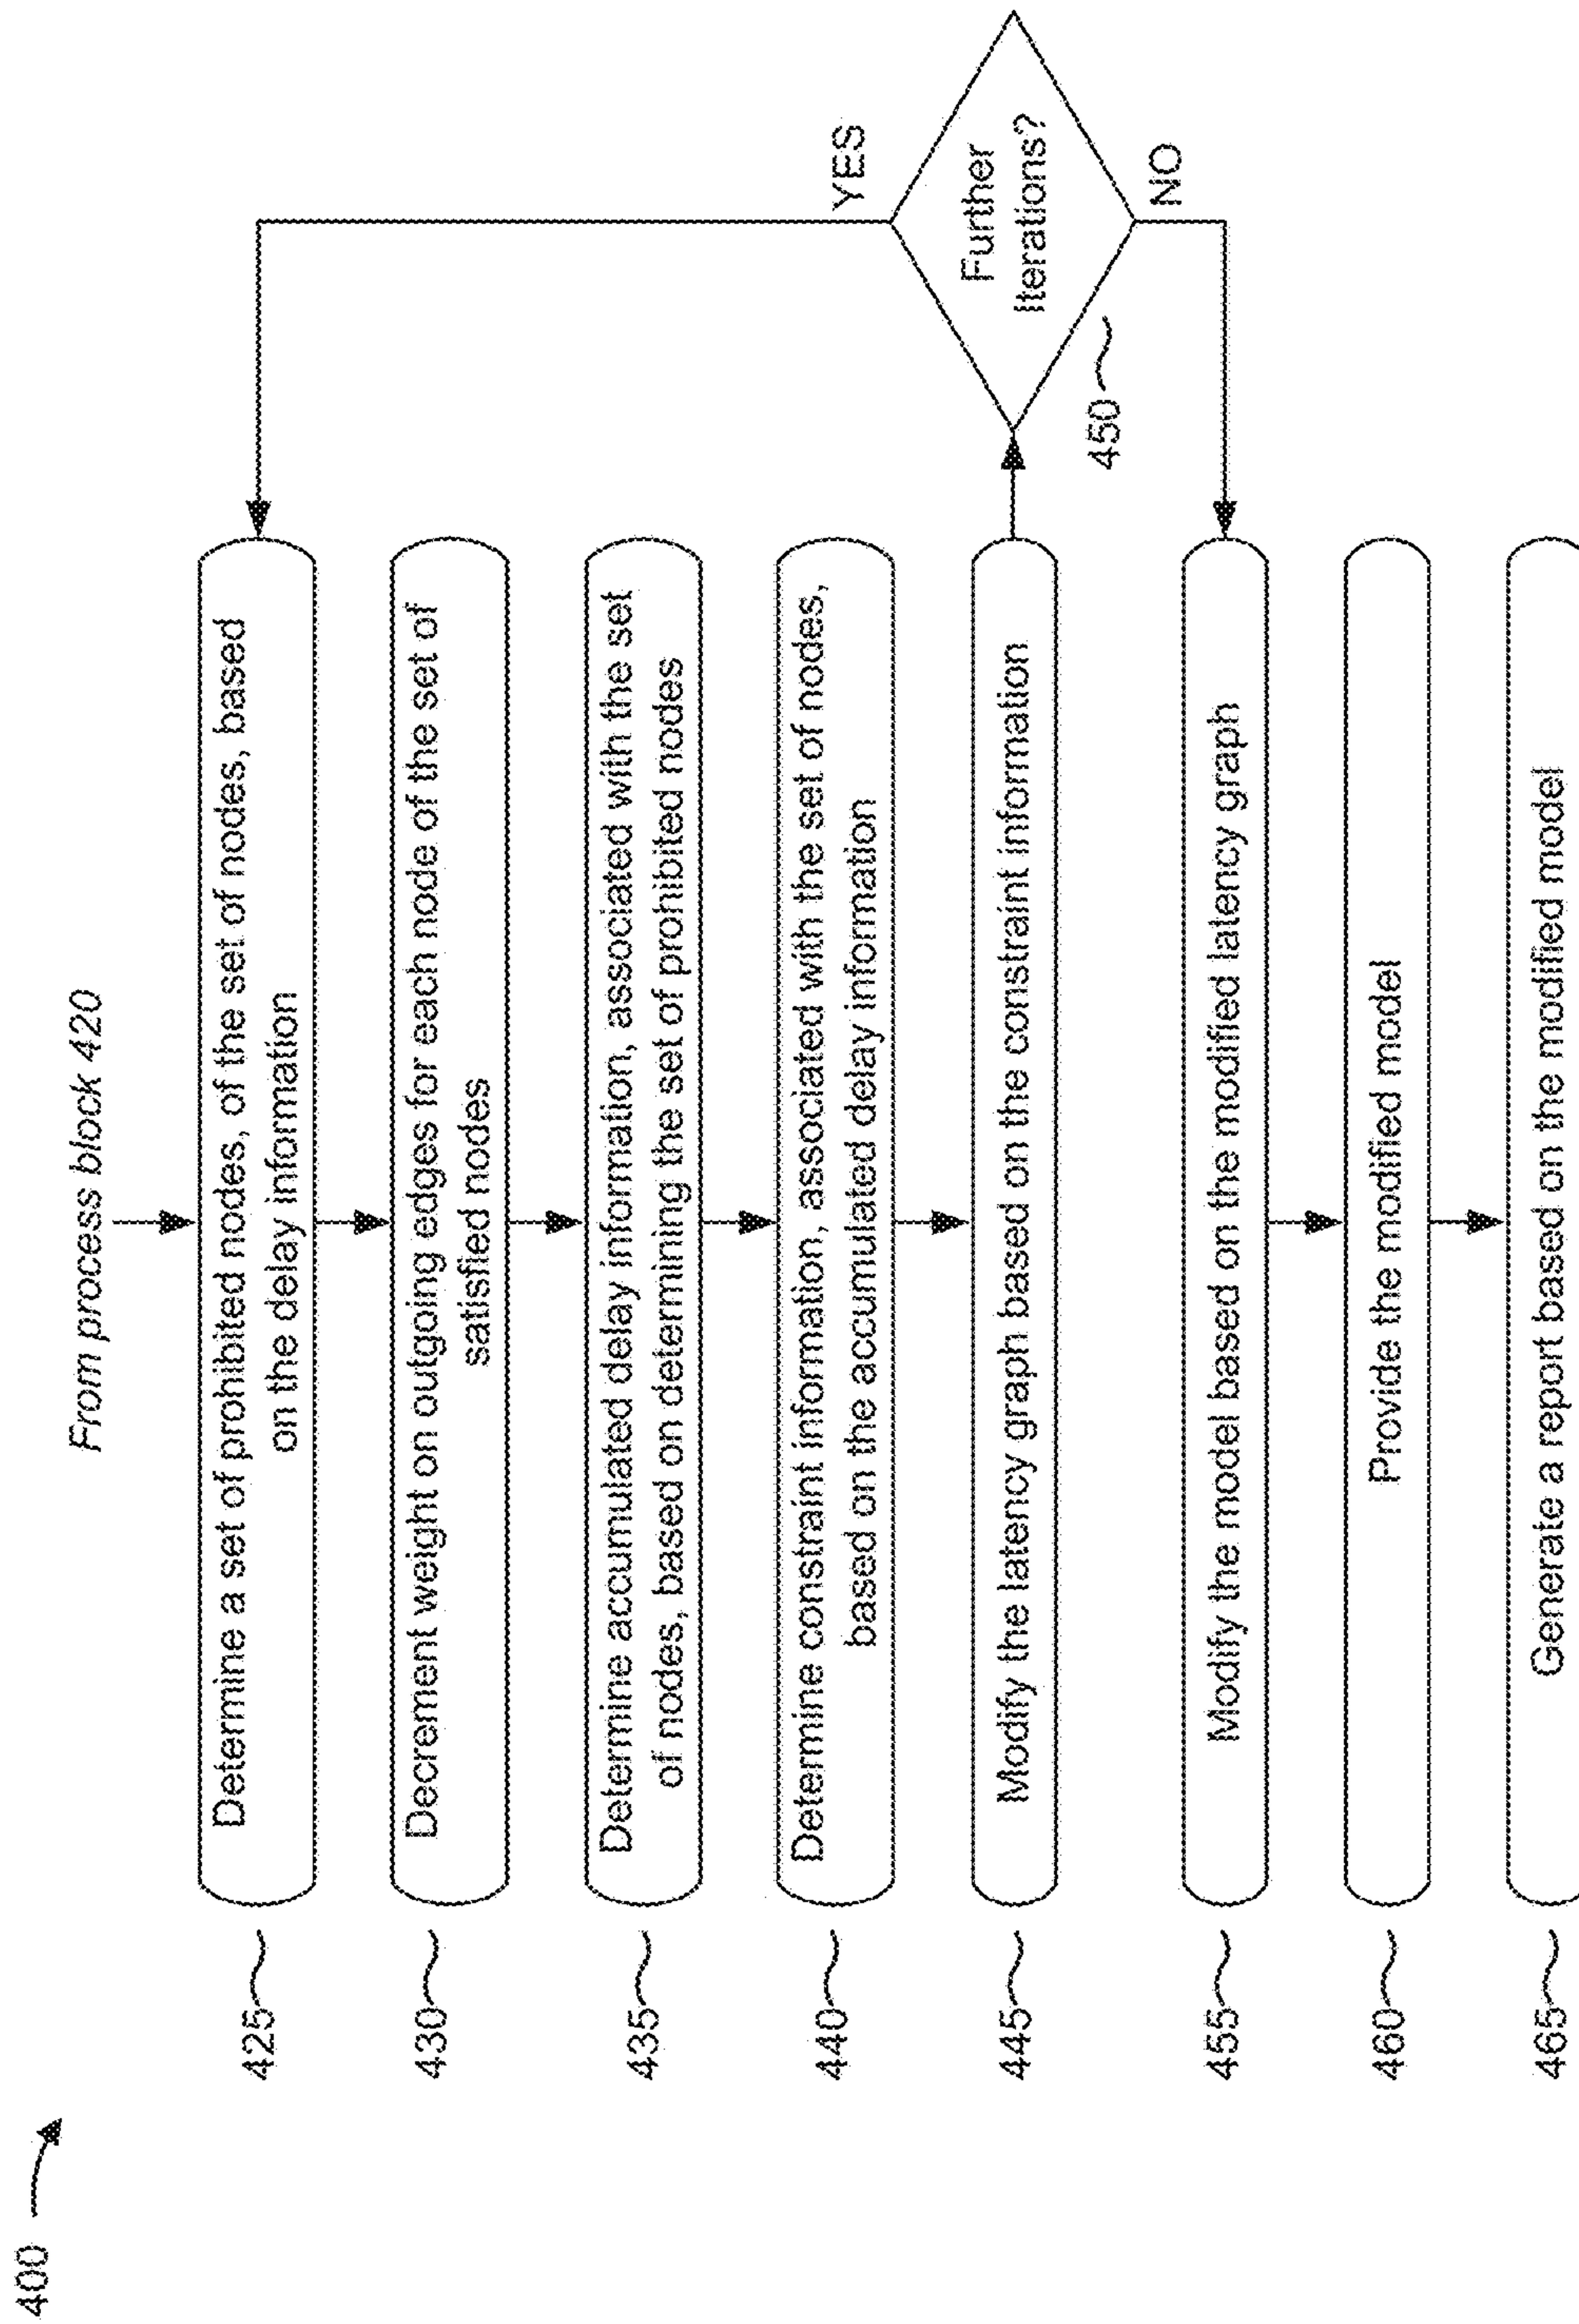 400
From process block 420
425
Determine a set of prohibited nodes, of the set of nodes, based
on the delay information
430
Decrement weight on outgoing edges for each node of the set of
satisfied nodes
435
Determine accumulated delay information, associated with the set
of nodes, based on determining the set of prohibited nodes
440
Determine constraint information, associated with the set of nodes,
based on the accumulated delay information
445
Modify the latency graph based on the constraint information
Further
Iterations?
450
YES
NO
455
Modify the model based on the modified latency graph
460
Provide the modified model
465
Generate a report based on the modified model